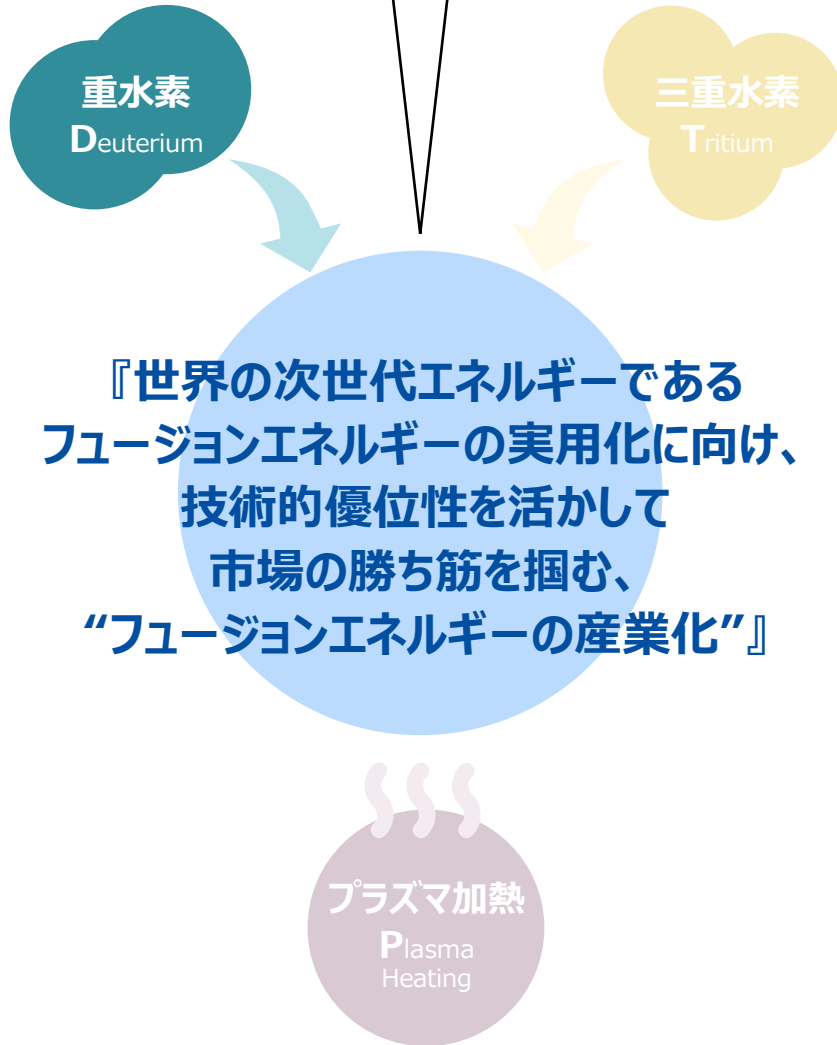 重水素
Deuterium
三重水素
Tritium
『世界の次世代エネルギーである
フュージョンエネルギーの実用化に向け、
技術的優位性を活かして
市場の勝ち筋を掴む、
“フュージョンエネルギーの産業化”』
プラズマ加熱
Plasma
Heating